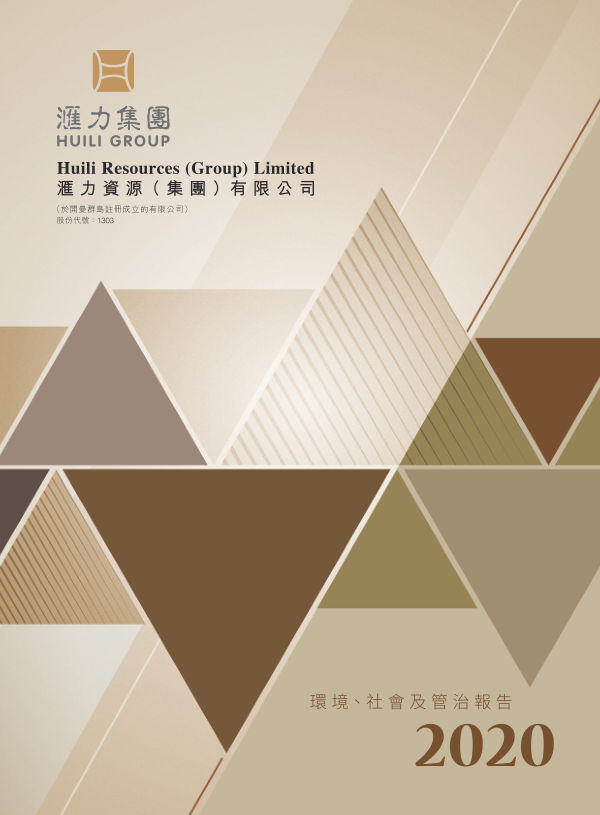 滙力集團
HUILI GROUP
Huili Resources (Group) Limited
滙力資源（集團）有限公司
（於開曼群島註冊成立的有限公司）
股份代號：1303
環境、社會及管治報告
2020